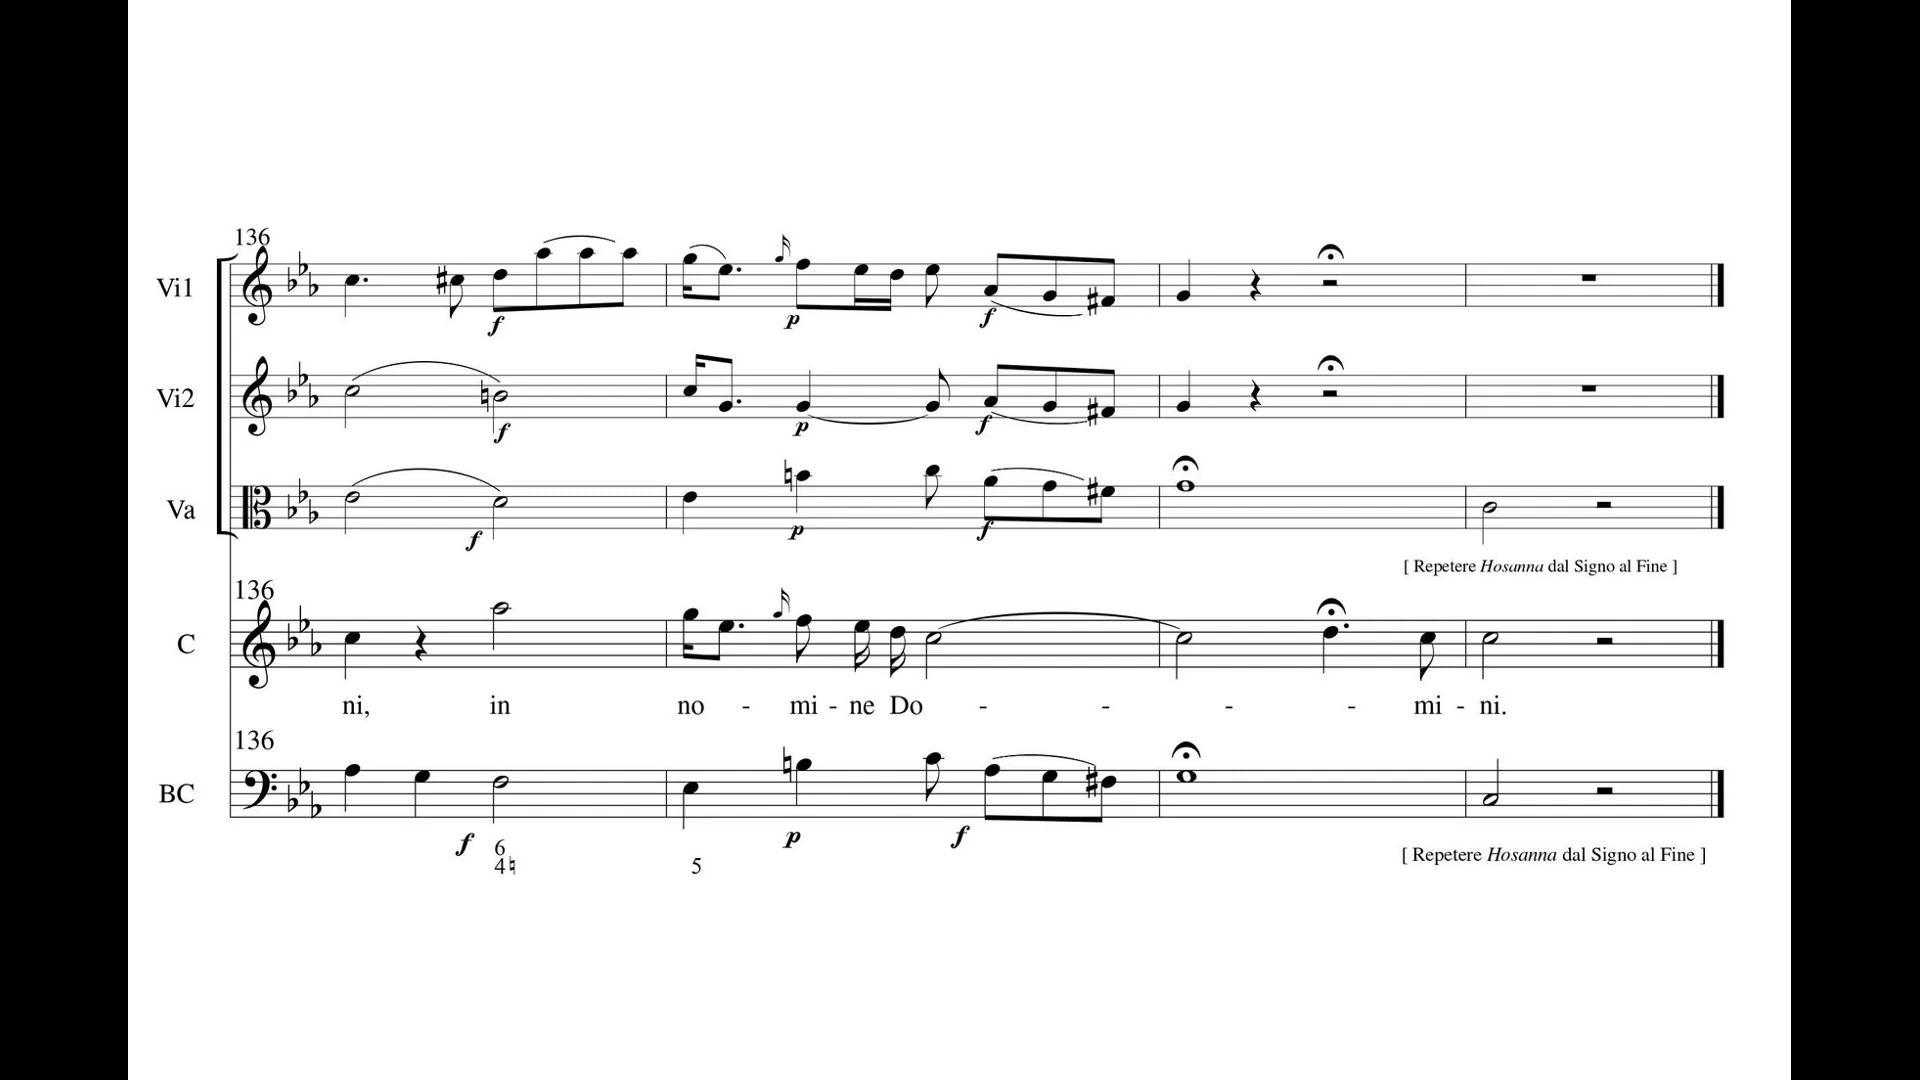 136
Vi1
f p f
Vi2
f p f
Va
f p f
[ Repetere Hosanna dal Signo al Fine ]
136
C
ni, in no - mi - ne Do - - - - mi - ni.
136
BC
f p f
6
4♮ 5
[ Repetere Hosanna dal Signo al Fine ]